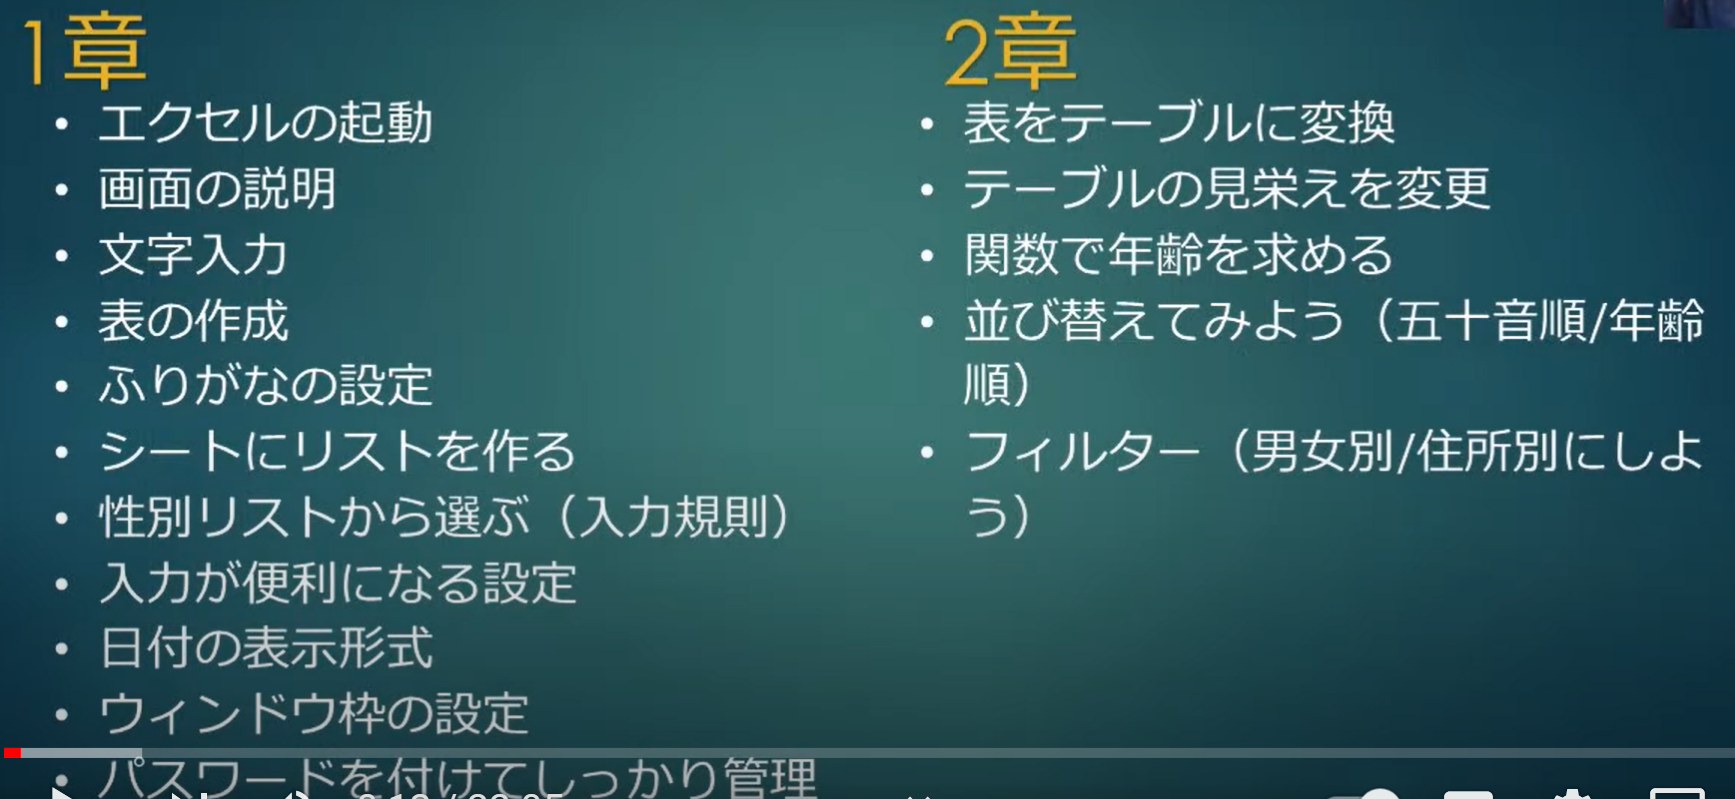 1章
• エクセルの起動
• 画面の説明
• 文字入力
• 表の作成
• ふりがなの設定
• シートにリストを作る
• 性別リストから選ぶ（入力規則）
• 入力が便利になる設定
• 日付の表示形式
• ウィンドウ枠の設定
• パスワードを付けてしっかり管理
2章
• 表をテーブルに変換
• テーブルの見栄えを変更
• 関数で年齢を求める
• 並び替えてみよう（五十音順/年齢
順）
• フィルター（男女別/住所別にしよ
う）